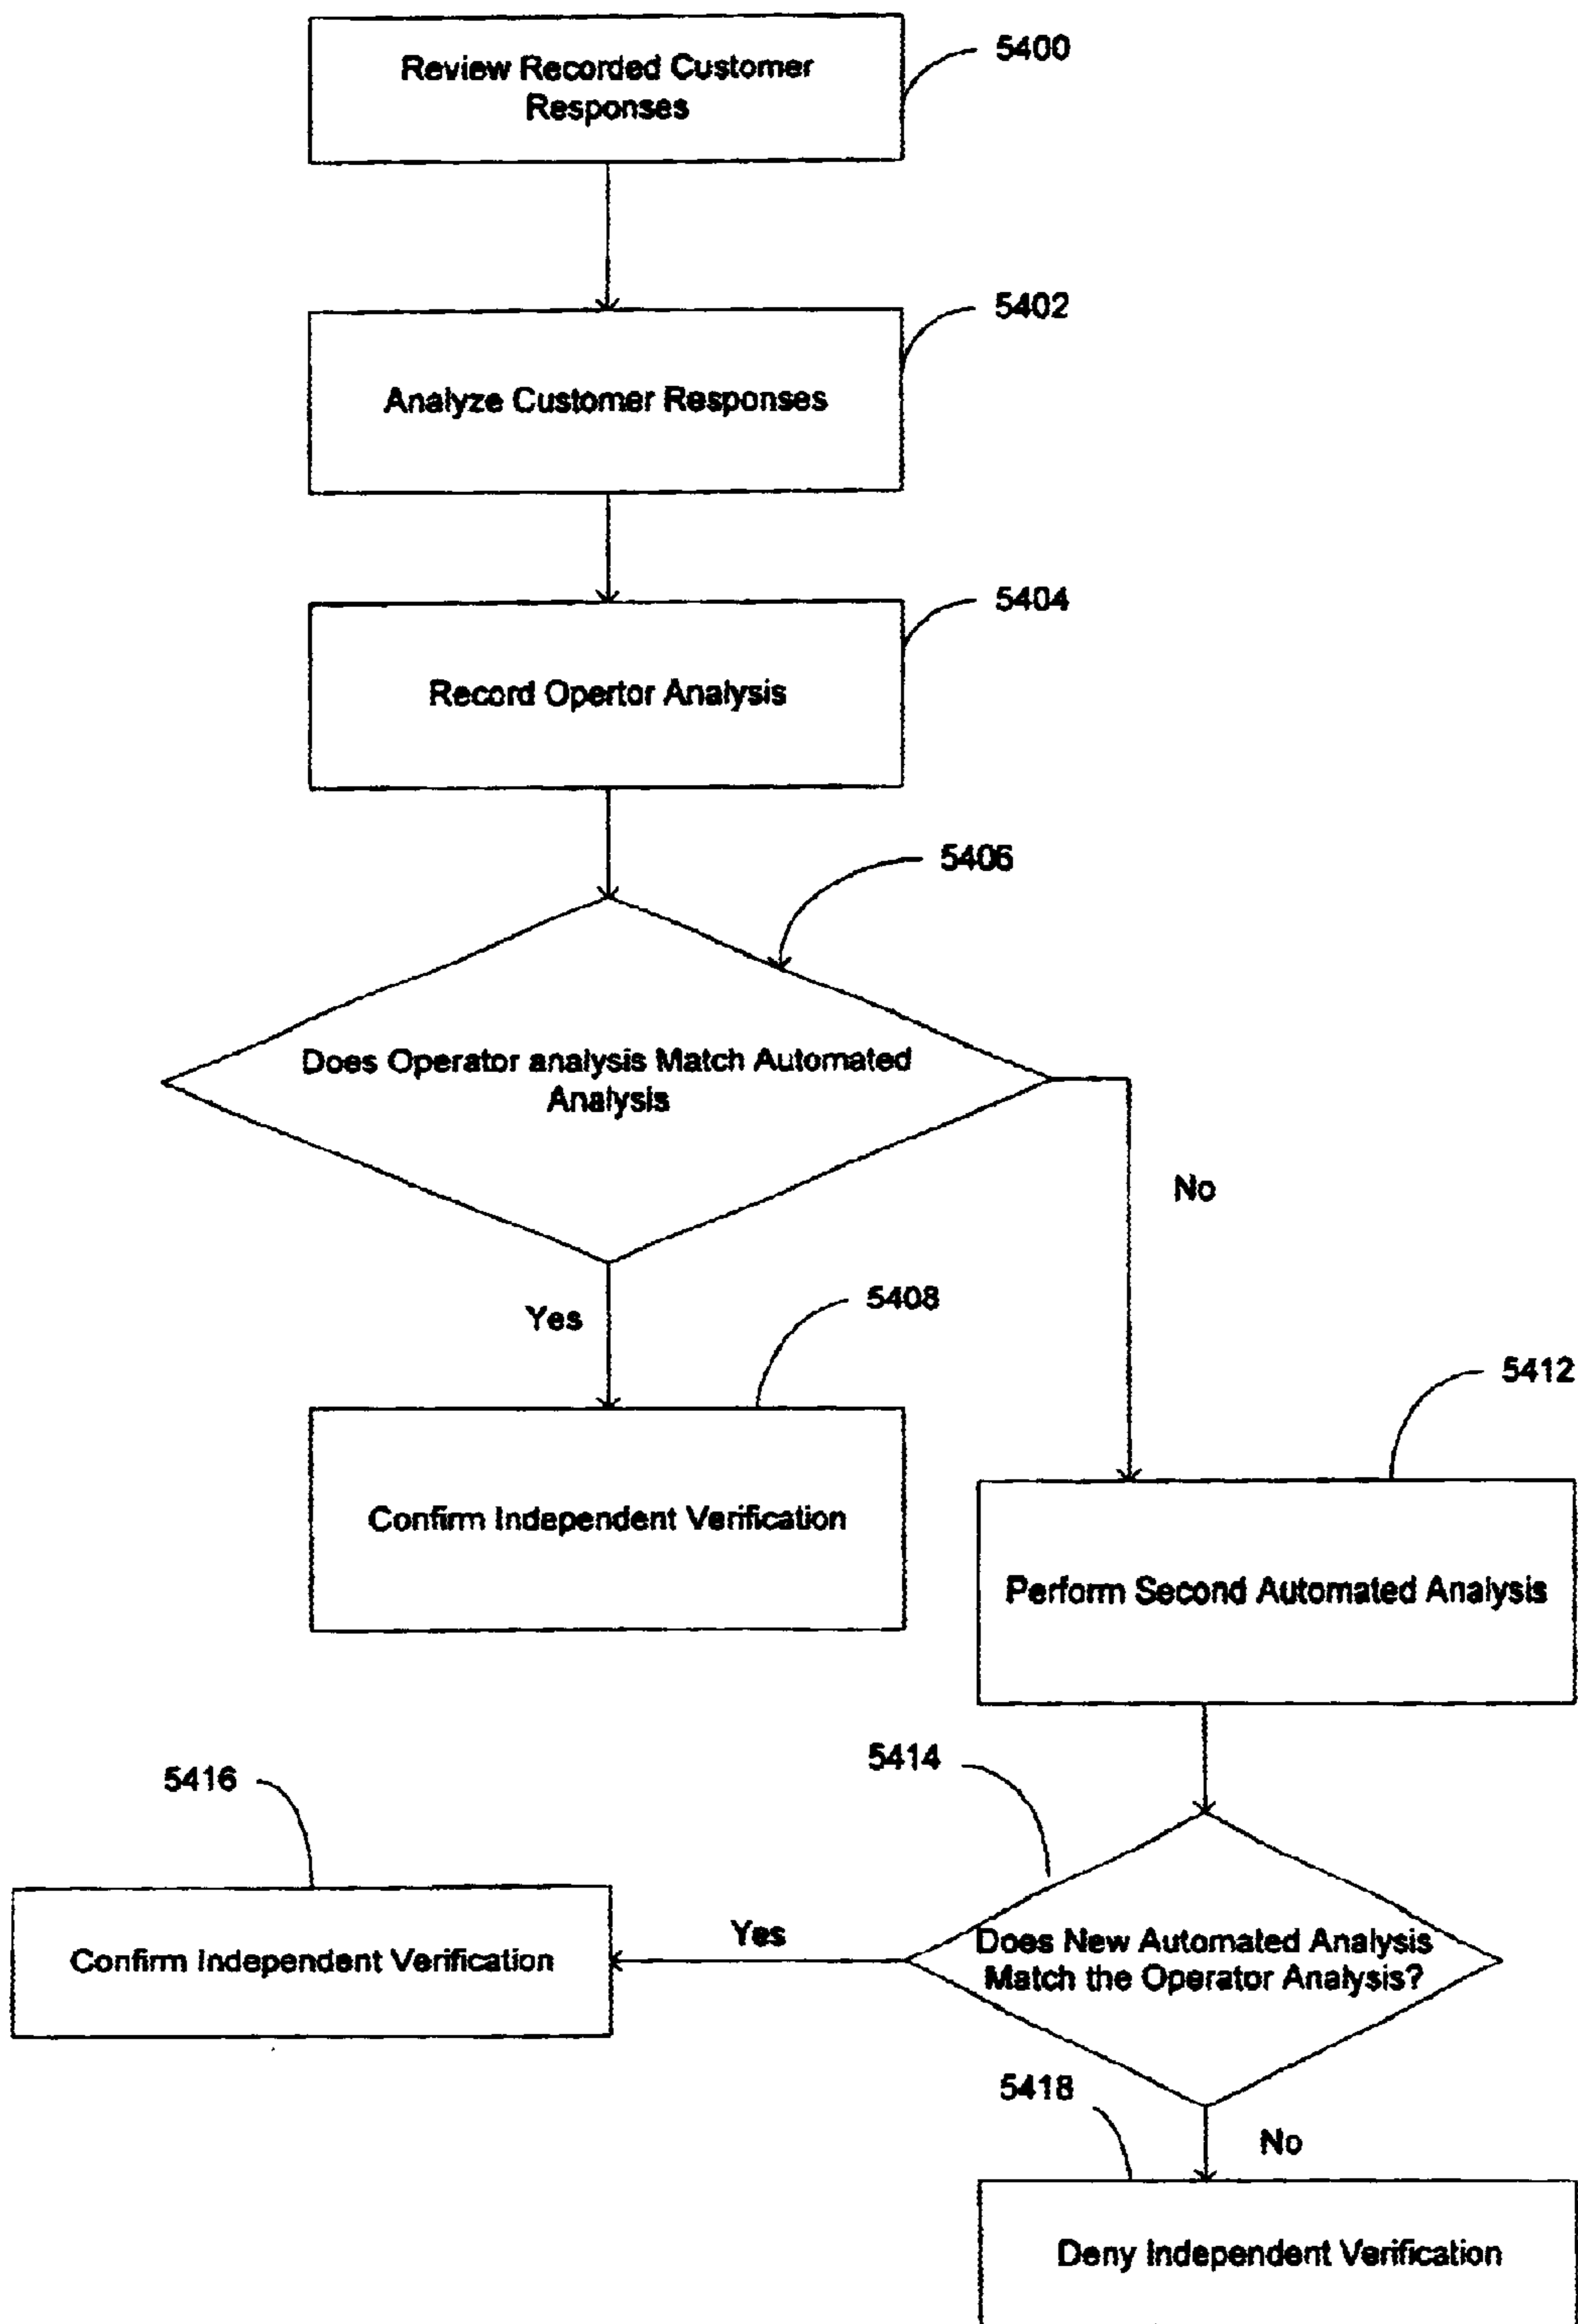 Review Recorded Customer
Responses
5400
5402
Analyze Customer Responses
5404
Record Opertor Analysis
5406
Does Operator analysis Match Automated
Analysis
No
Yes
5408
Confirm Independent Verification
5412
Perform Second Automated Analysis
5414
5416
Does New Automated Analysis
Match the Operator Analysis?
Yes
Confirm Independent Verification
5418
No
Deny Independent Verification